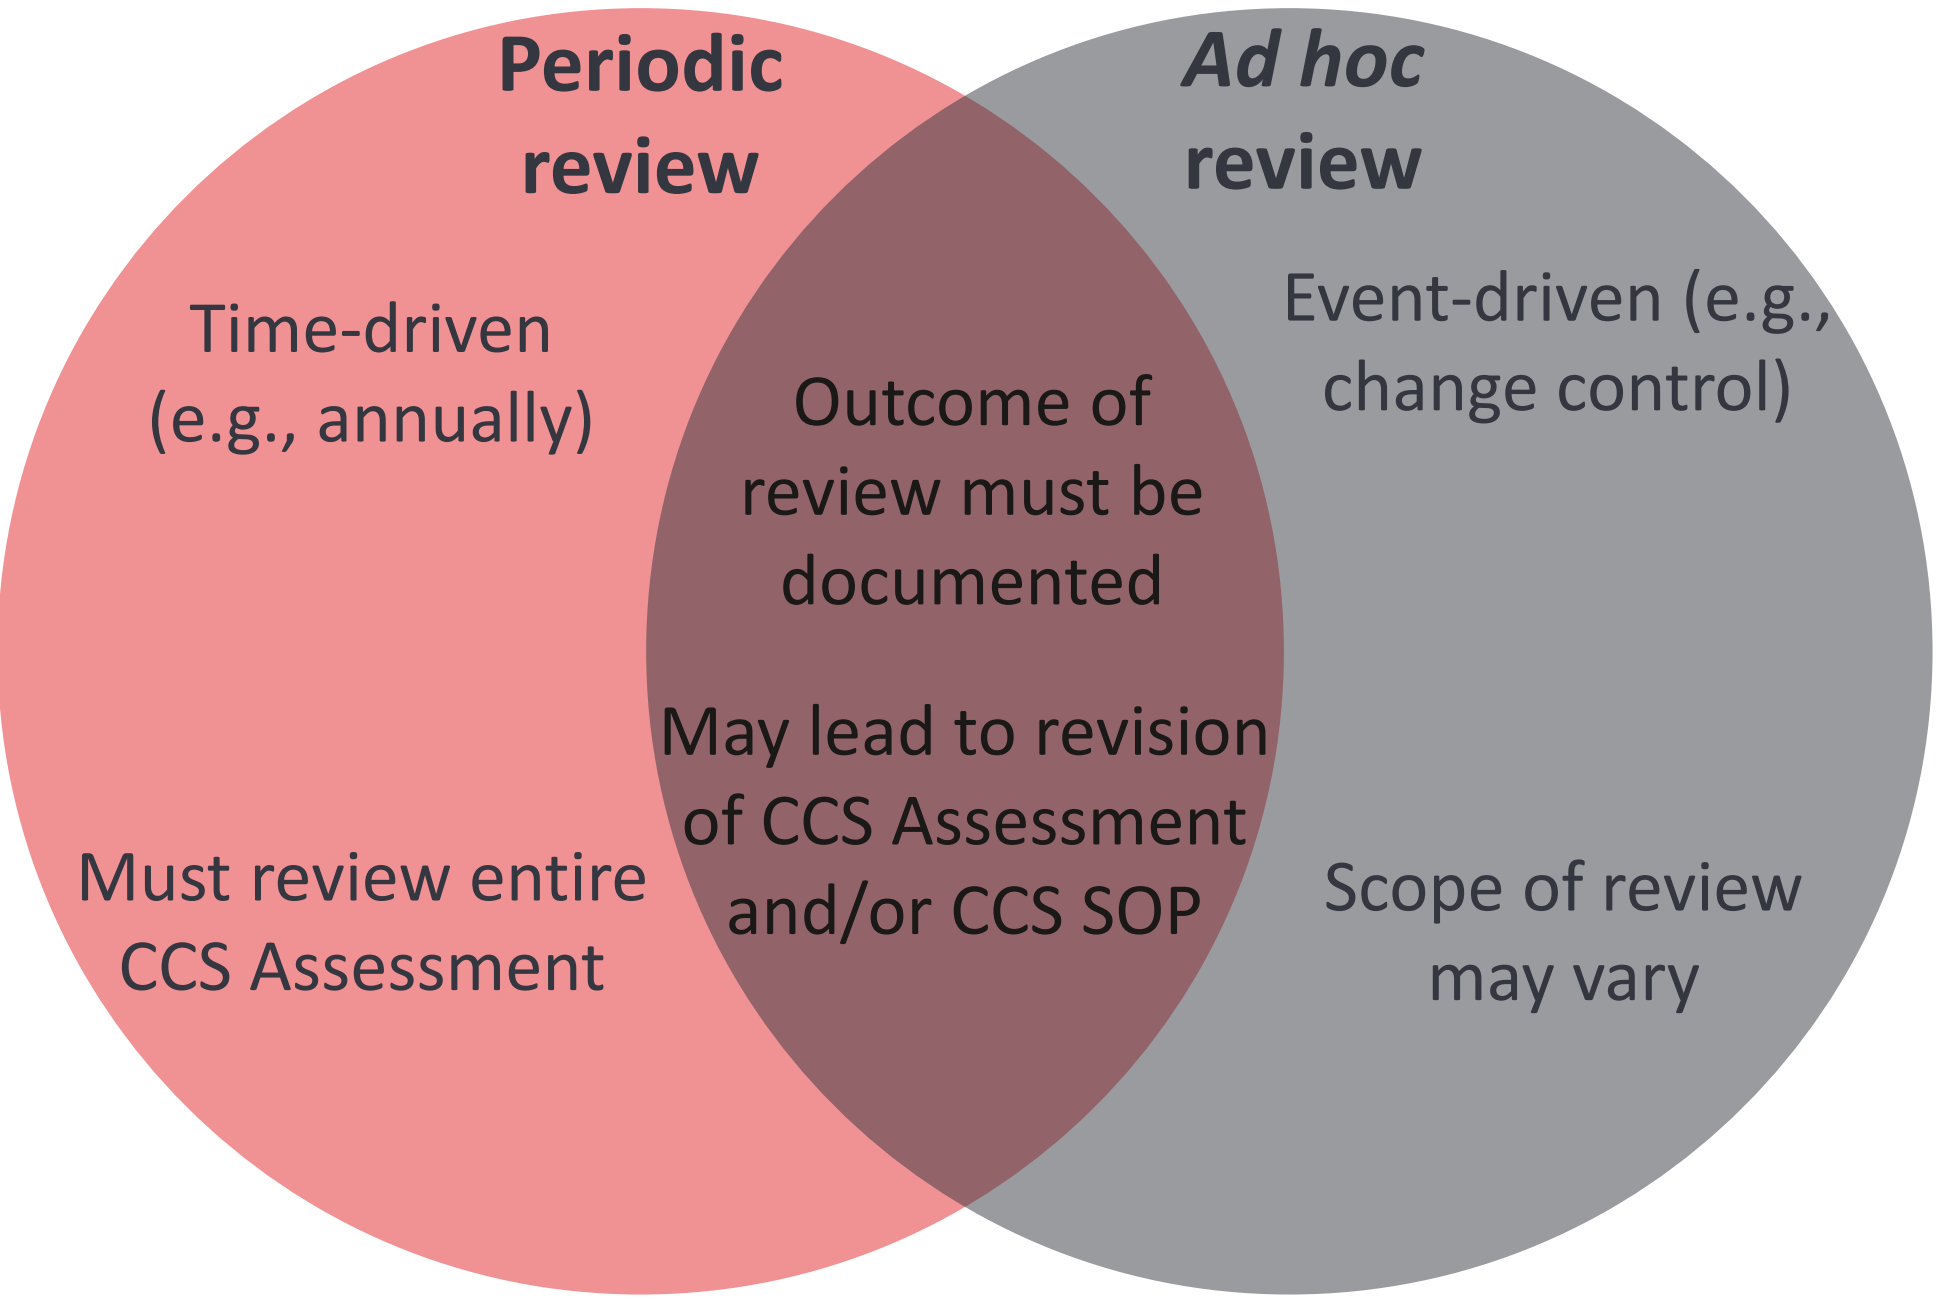 Periodic
review
Time-driven
(e.g., annually)
Must review entire
CCS Assessment
Outcome of
review must be
documented
May lead to revision
of CCS Assessment
and/or CCS SOP
Ad hoc
review
Event-driven (e.g.,
change control)
Scope of review
may vary